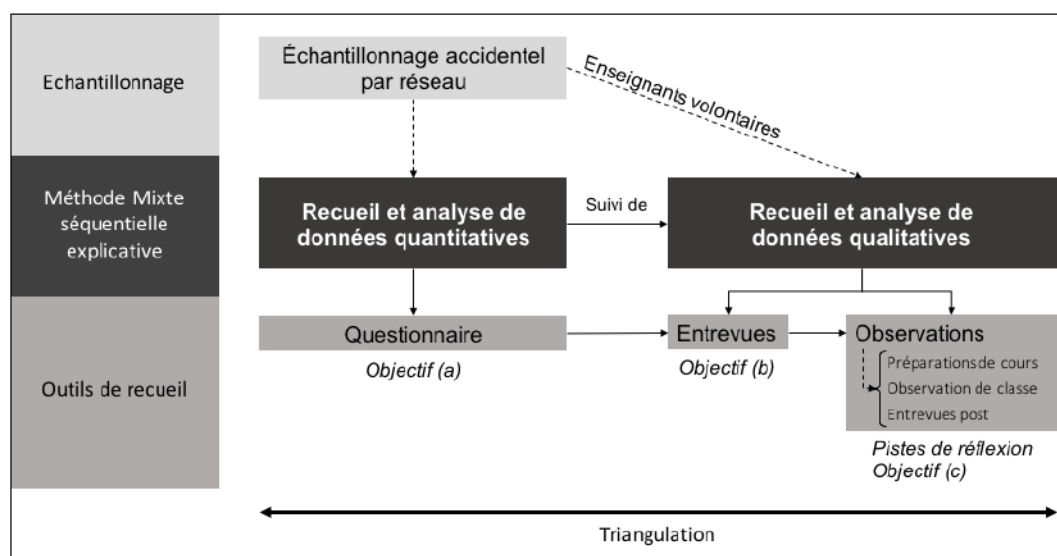 Echantillonnage
Échantillonnage accidentel
par réseau
Enseignants volontaires
Méthode Mixte
séquentielle
explicative
Recueil et analyse de
données quantitatives
Suivi de
Recueil et analyse de
données qualitatives
Outils de recueil
Questionnaire
Objectif (a)
Entrevues
Objectif (b)
Observations
Préparations de cours
Observation de classe
Entrevues post
Pistes de réflexion
Objectif (c)
Triangulation